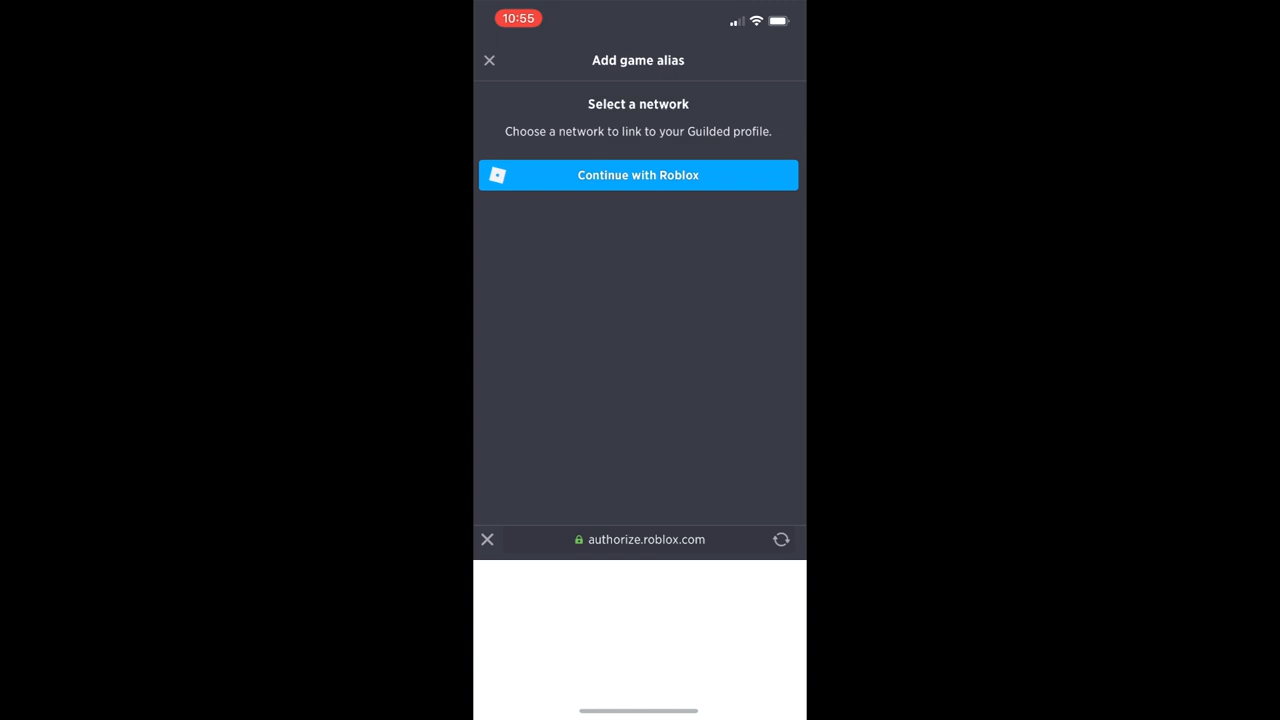 10:55
Add game alias
Select a network
Choose a network to link to your Guilded profile.
Continue with Roblox
authorize.roblox.com